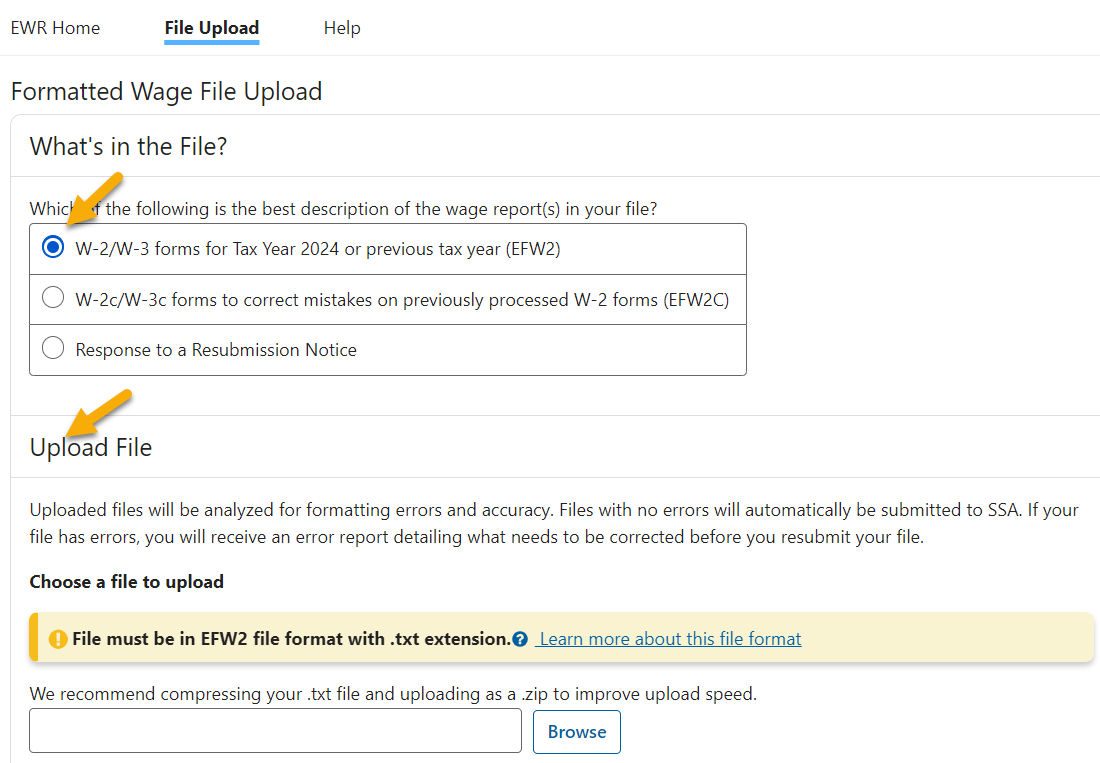 EWR Home File Upload Help
Formatted Wage File Upload
What's in the File?
Which of the following is the best description of the wage report(s) in your file?
W-2/W-3 forms for Tax Year 2024 or previous tax year (EFW2)
W-2c/W-3c forms to correct mistakes on previously processed W-2 forms (EFW2C)
Response to a Resubmission Notice
Upload File
Uploaded files will be analyzed for formatting errors and accuracy. Files with no errors will automatically be submitted to SSA. If your
file has errors, you will receive an error report detailing what needs to be corrected before you resubmit your file.
Choose a file to upload
File must be in EFW2 file format with .txt extension. Learn more about this file format
We recommend compressing your .txt file and uploading as a .zip to improve upload speed.
Browse